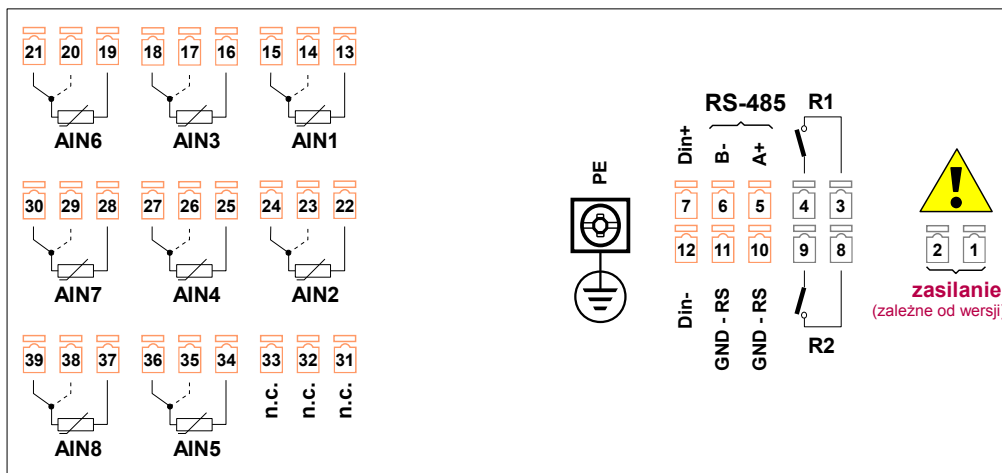 21 20 19 18 17 16 15 14 13
AIN6 AIN3 AIN1
30 29 28 27 26 25 24 23 22
AIN7 AIN4 AIN2
39 38 37 36 35 34 33 32 31
n.c. n.c. n.c.
AIN8 AIN5
PE
RS-485 R1
Din+ B- A+
7 6 5 4 3
12 11 10 9 8
Din- GND - RS GND - RS
R2
!
2 1
zasilanie
(zależne od wersji)